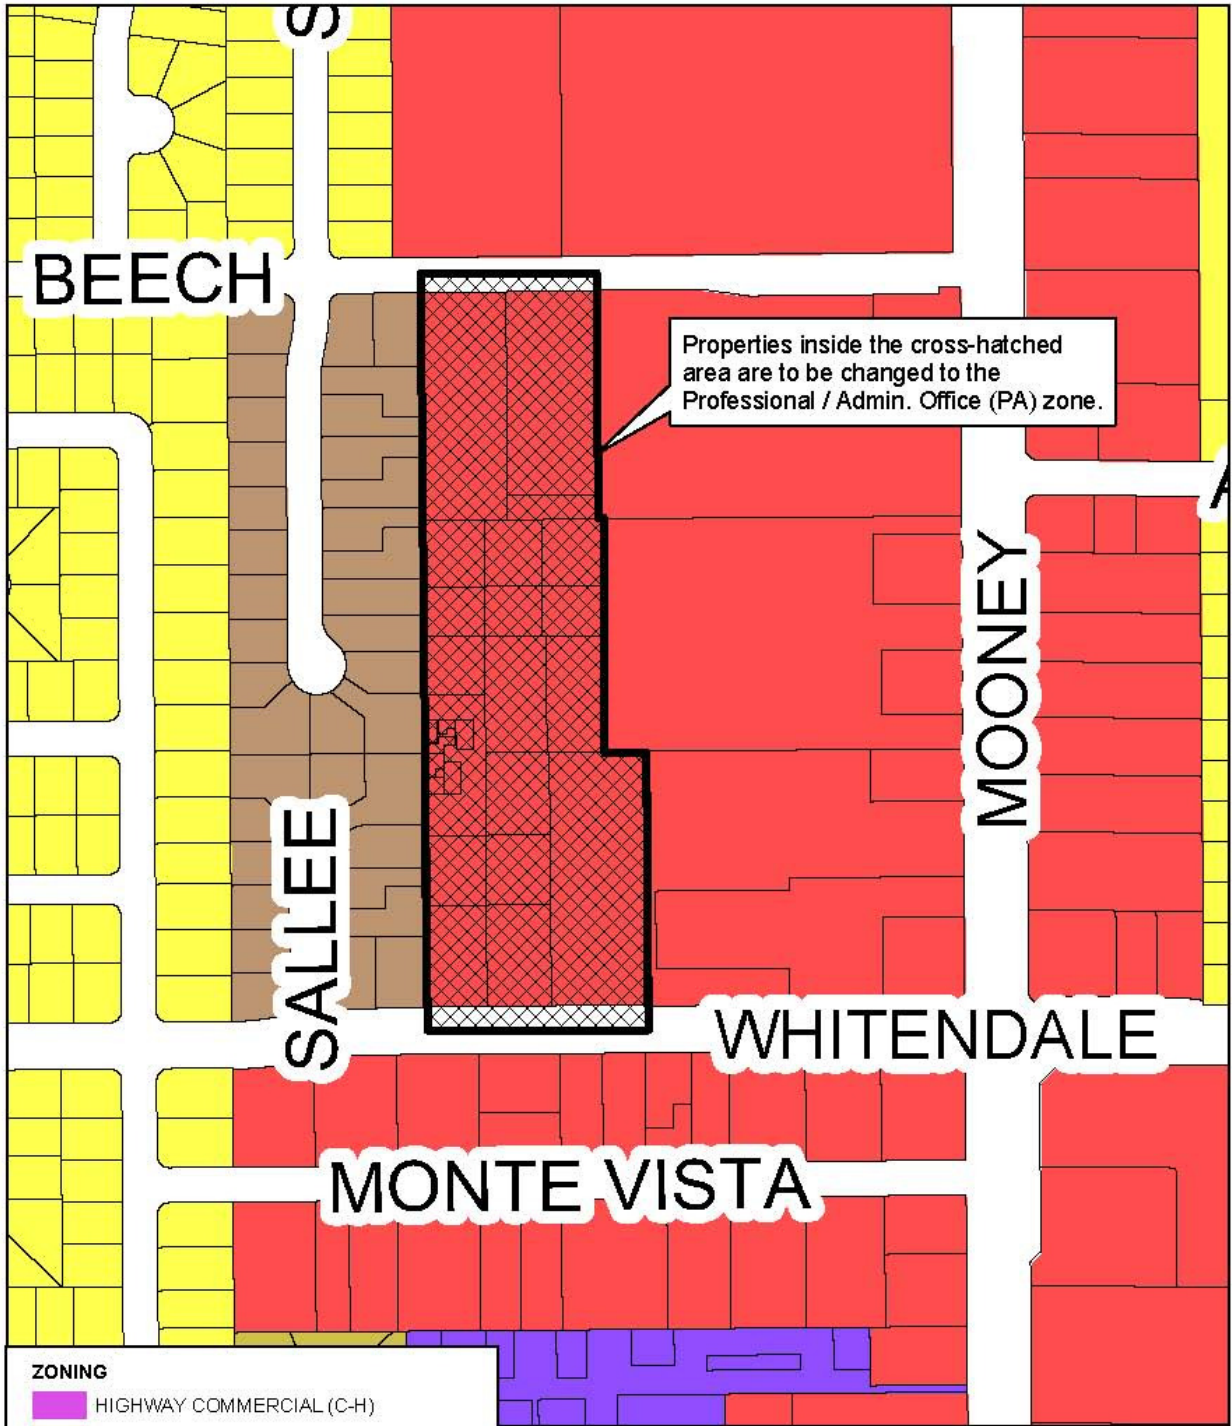 S
BEECH
Properties inside the cross-hatched
area are to be changed to the
Professional / Admin. Office (PA) zone.
A
MOONEY
SALLEE
WHITENDALE
MONTE VISTA
ZONING
HIGHWAY COMMERCIAL (C-H)